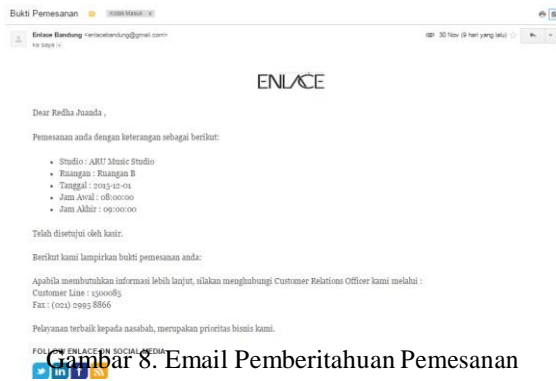 Bukti Pemesanan
Kotak Masuk x
Enlace Bandung <enlacebandung@gmail.com>
30 Nov (9 hari yang lalu)
ke saya
ENLACE
Dear Redha Juanda ,
Pemesanan anda dengan keterangan sebagai berikut:
• Studio : ARU Music Studio
• Ruangan : Ruangan B
• Tanggal : 2015-12-01
• Jam Awal : 08:00:00
• Jam Akhir : 09:00:00
Telah disetujui oleh kasir.
Berikut kami lampirkan bukti pemesanan anda:
Apabila membutuhkan informasi lebih lanjut, silakan menghubungi Customer Relations Officer kami melalui :
Customer Line : 1500085
Fax : (021) 2995 8866
Pelayanan terbaik kepada nasabah, merupakan prioritas bisnis kami.
FOLLOW ENLACE ON SOCIAL MEDIA
Gambar 8. Email Pemberitahuan Pemesanan